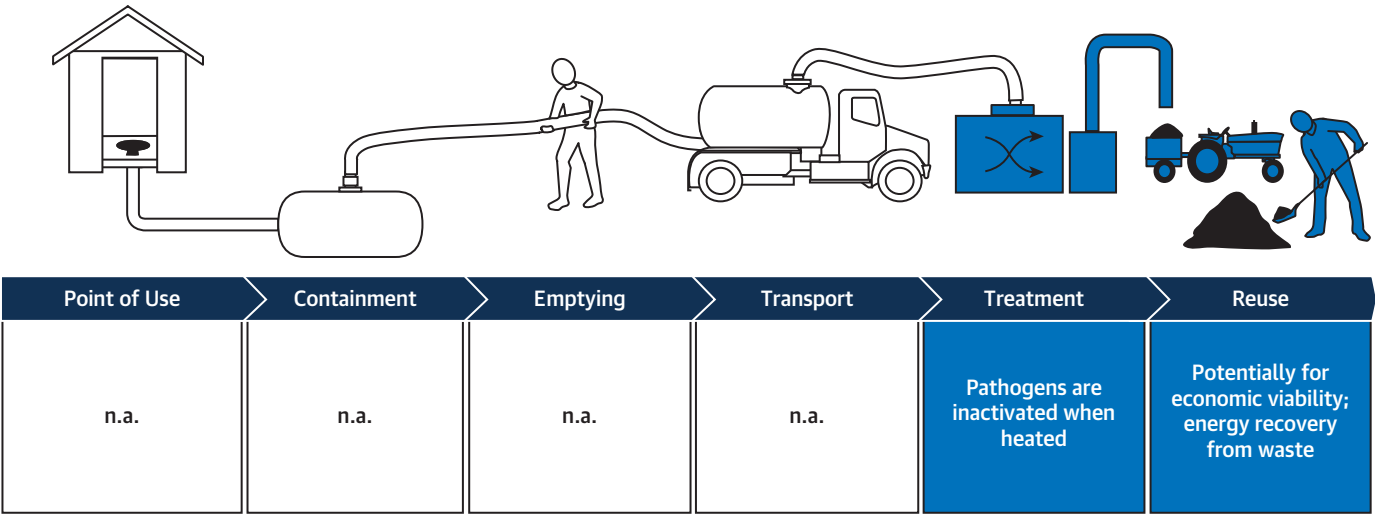 Point of Use
Containment
Emptying
Transport
Treatment
Reuse
n.a.
n.a.
n.a.
n.a.
Pathogens are
inactivated when
heated
Potentially for
economic viability;
energy recovery
from waste